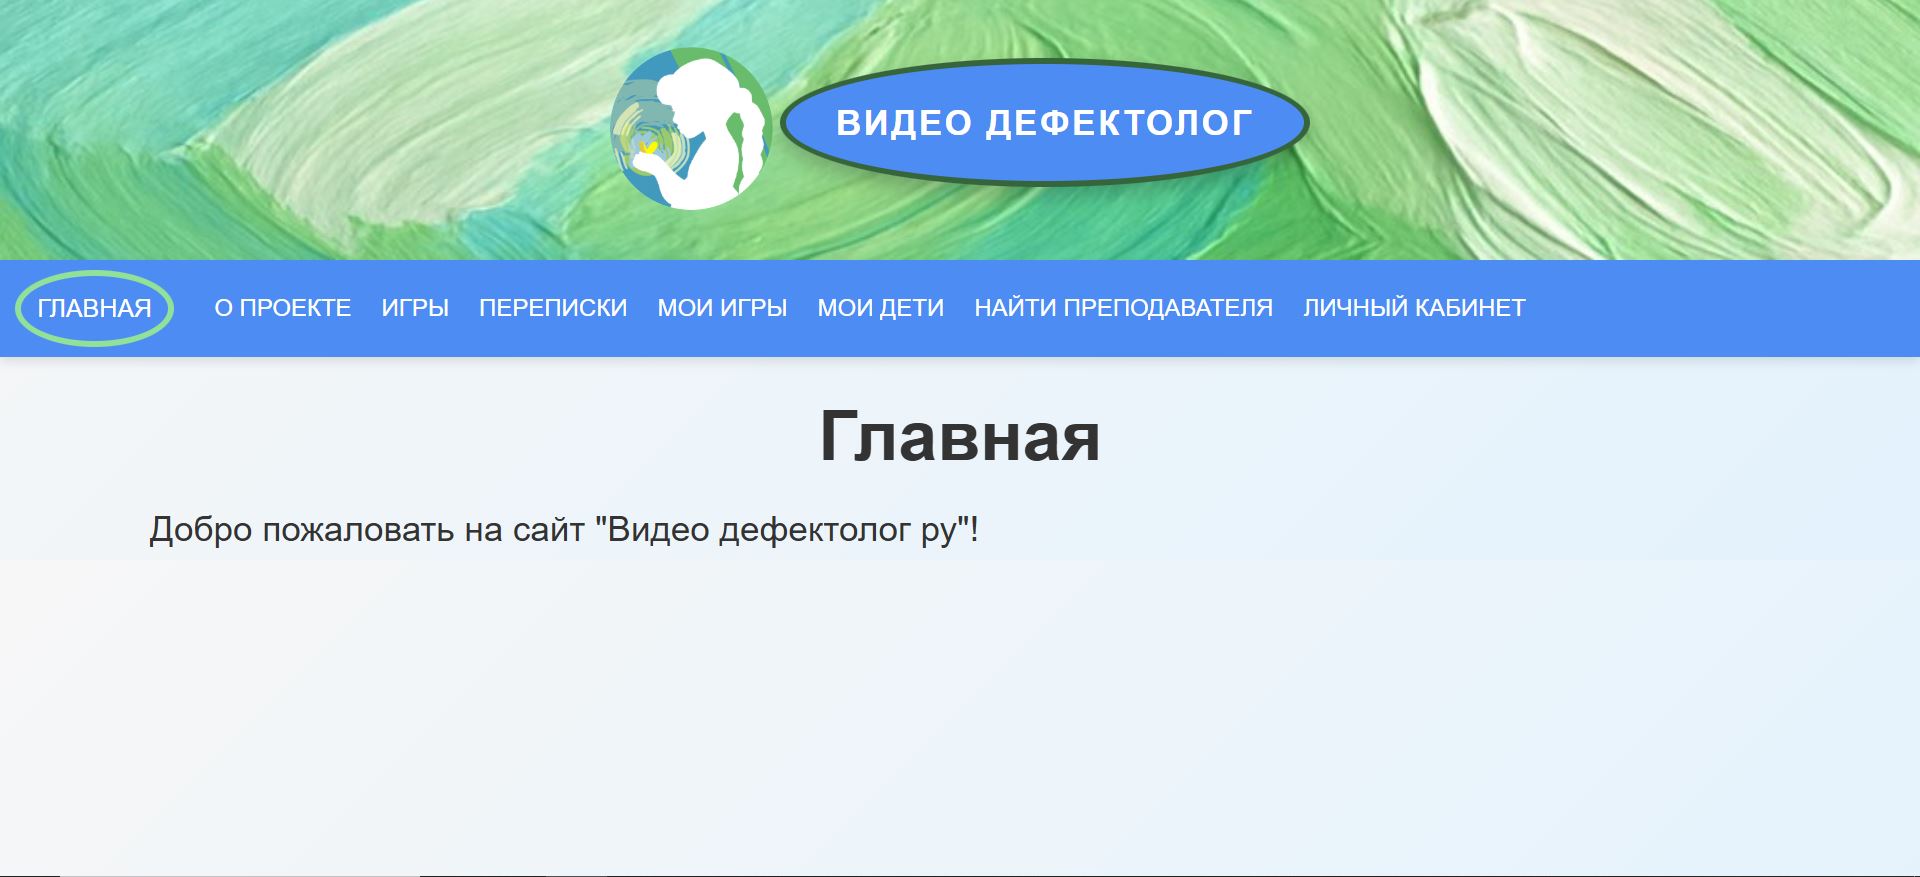 ВИДЕО ДЕФЕКТОЛОГ
ГЛАВНАЯ О ПРОЕКТЕ ИГРЫ ПЕРЕПИСКИ МОИ ИГРЫ МОИ ДЕТИ НАЙТИ ПРЕПОДАВАТЕЛЯ ЛИЧНЫЙ КАБИНЕТ
Главная
Добро пожаловать на сайт "Видео дефектолог ру"!